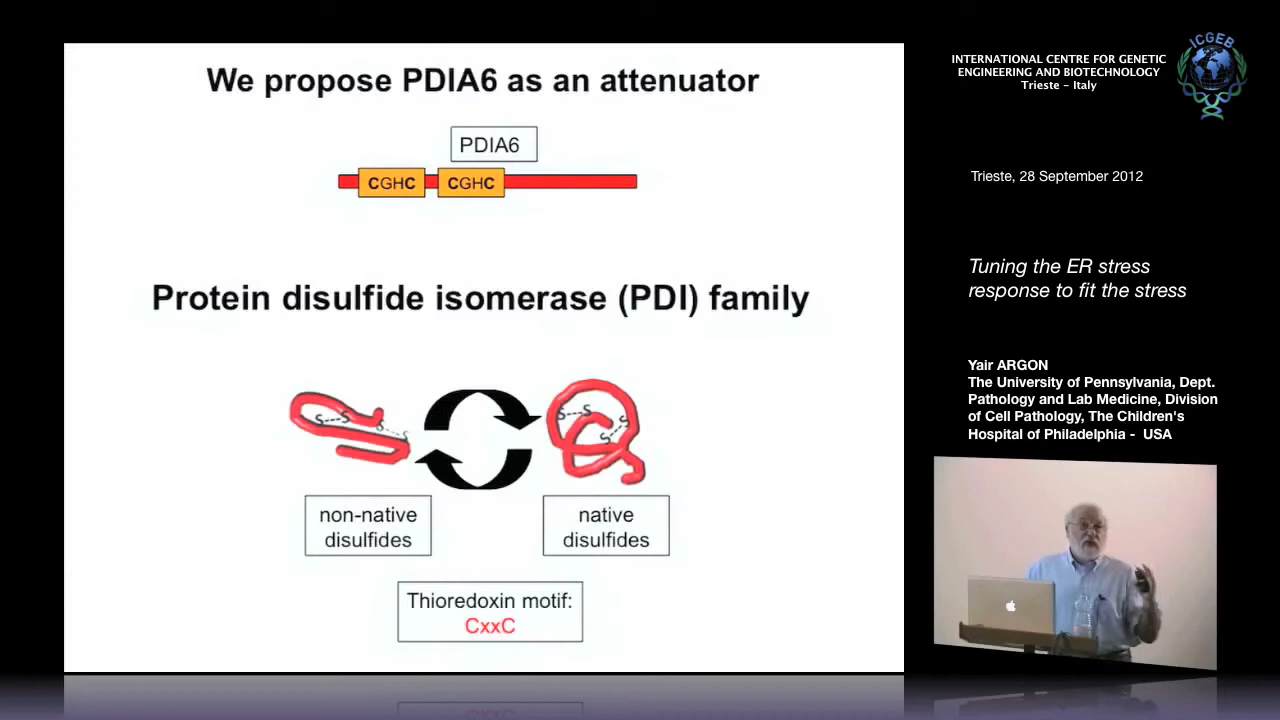 We propose PDIA6 as an attenuator
PDIA6
CGHC
CGHC
Protein disulfide isomerase (PDI) family
S---S
S---S
S---S
S---S
non-native
disulfides
native
disulfides
Thioredoxin motif:
CxxC
CxxC
ICGEB
INTERNATIONAL CENTRE FOR GENETIC
ENGINEERING AND BIOTECHNOLOGY
Trieste – Italy
Trieste, 28 September 2012
Tuning the ER stress
response to fit the stress
Yair ARGON
The University of Pennsylvania, Dept.
Pathology and Lab Medicine, Division
of Cell Pathology, The Children's
Hospital of Philadelphia - USA